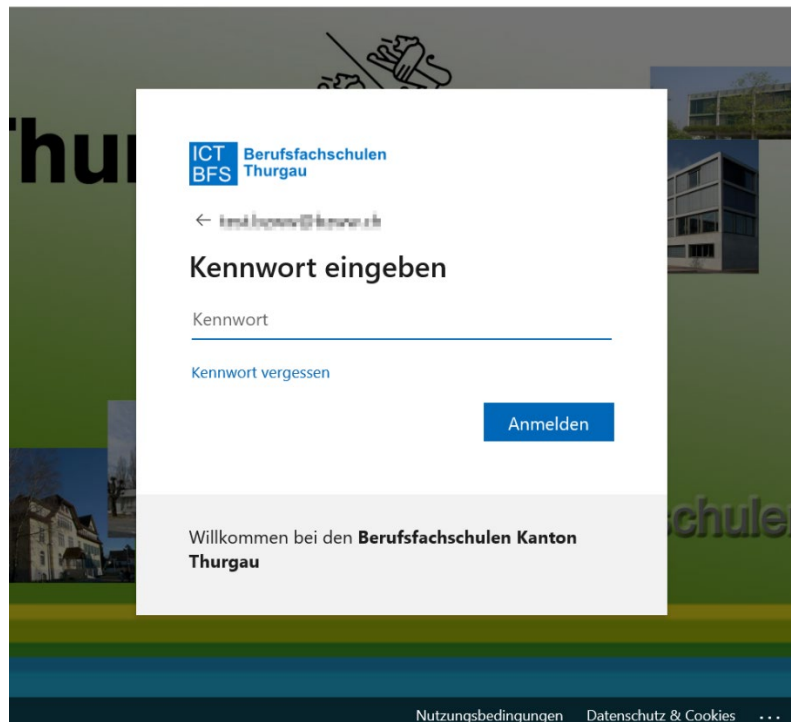 Thur
ICT Berufsfachschulen
BFS Thurgau
←
Kennwort eingeben
Kennwort
Kennwort vergessen
Anmelden
schule
Willkommen bei den Berufsfachschulen Kanton
Thurgau
Nutzungsbedingungen Datenschutz & Cookies ...